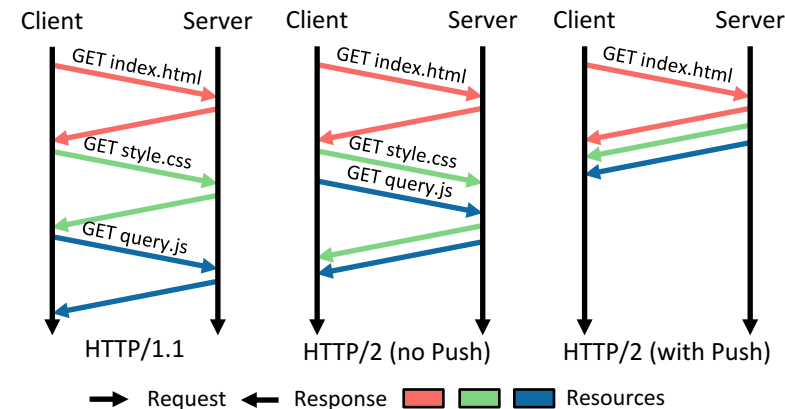 Client Server
GET index.html
GET style.css
GET query.js
HTTP/1.1
Client Server
GET index.html
GET style.css
GET query.js
HTTP/2 (no Push)
Client Server
GET index.html
HTTP/2 (with Push)
Request Response Resources